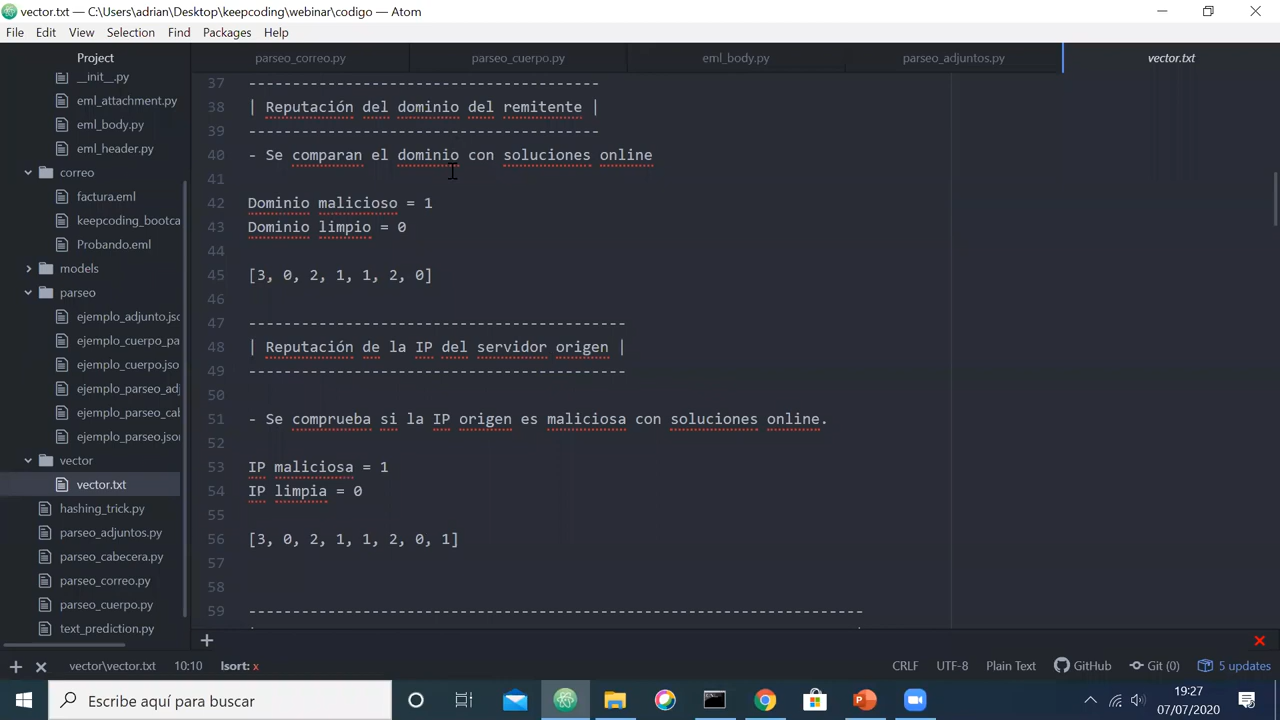 vector.txt — C:\Users\adrian\Desktop\keepcoding\webinar\codigo — Atom
File Edit View Selection Find Packages Help
Project
__init__.py
eml_attachment.py
eml_body.py
eml_header.py
correo
factura.eml
keepcoding_bootca
Probando.eml
models
parseo
ejemplo_adjunto.jsc
ejemplo_cuerpo_pa
ejemplo_cuerpo.jso
ejemplo_parseo_adj
ejemplo_parseo_cab
ejemplo_parseo.jsor
vector
vector.txt
hashing_trick.py
parseo_adjuntos.py
parseo_cabecera.py
parseo_correo.py
parseo_cuerpo.py
text_prediction.py
parseo_correo.py parseo_cuerpo.py eml_body.py parseo_adjuntos.py vector.txt
37 ----------------------------------------
38 | Reputación del dominio del remitente |
39 ----------------------------------------
40 - Se comparan el dominio con soluciones online
41
42 Dominio malicioso = 1
43 Dominio limpio = 0
44
45 [3, 0, 2, 1, 1, 2, 0]
46
47 -------------------------------------------
48 | Reputación de la IP del servidor origen |
49 -------------------------------------------
50
51 - Se comprueba si la IP origen es maliciosa con soluciones online.
52
53 IP maliciosa = 1
54 IP limpia = 0
55
56 [3, 0, 2, 1, 1, 2, 0, 1]
57
58
59 ----------------------------------------------------------------------
vector\vector.txt 10:10 Isort: x CRLF UTF-8 Plain Text GitHub Git (0) 5 updates
Escribe aquí para buscar
19:27
07/07/2020